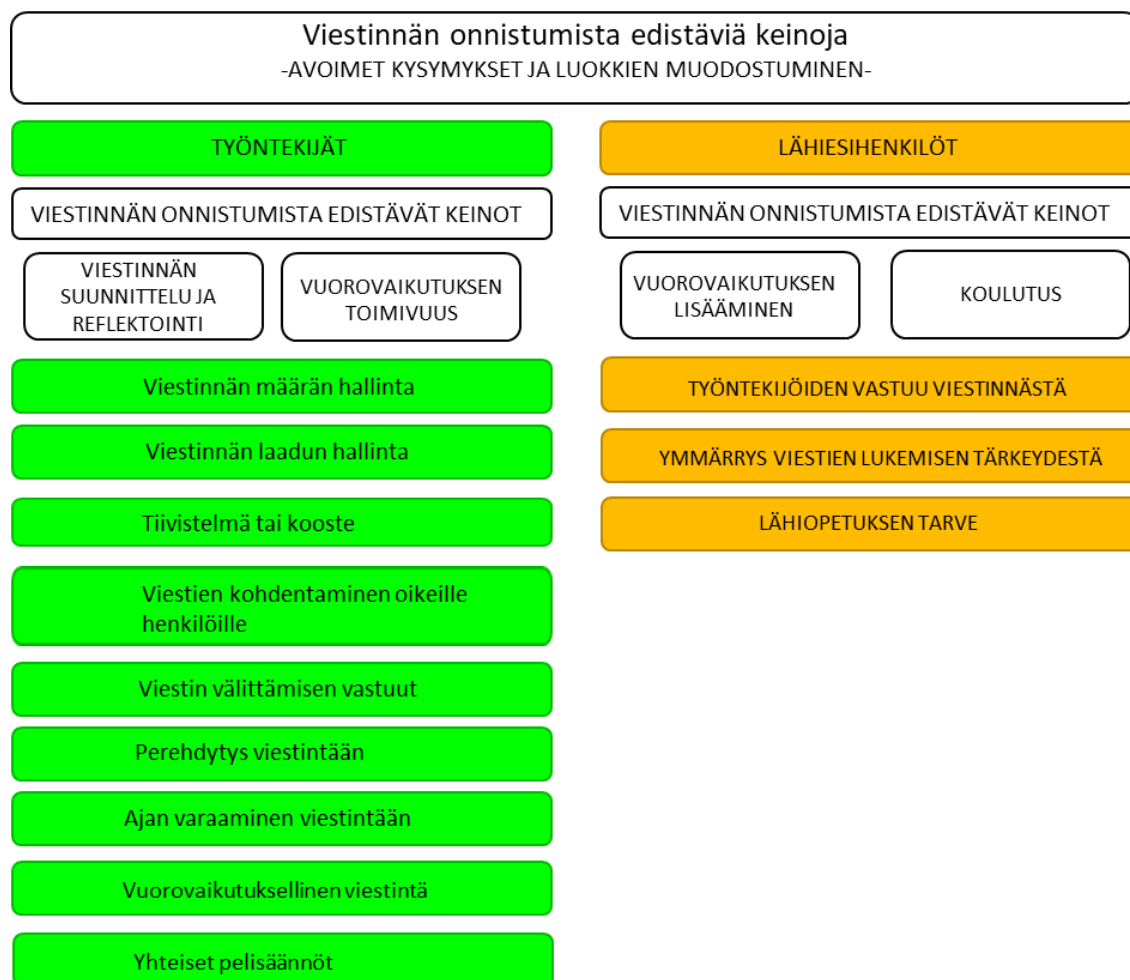 Viestinnän onnistumista edistäviä keinoja
-AVOIMET KYSYMYKSET JA LUOKKIEN MUODOSTUMINEN-
TYÖNTEKIJÄT
VIESTINNÄN ONNISTUMISTA EDISTÄVÄT KEINOT
VIESTINNÄN
SUUNNITTELU JA
REFLEKTOINTI
VUOROVAIKUTUKSEN
TOIMIVUUS
Viestinnän määrän hallinta
Viestinnän laadun hallinta
Tiivistelmä tai kooste
Viestien kohdentaminen oikeille
henkilöille
Viestin välittämisen vastuut
Perehdytys viestintään
Ajan varaaminen viestintään
Vuorovaikutuksellinen viestintä
Yhteiset pelisäännöt
LÄHIESIHENKILÖT
VIESTINNÄN ONNISTUMISTA EDISTÄVÄT KEINOT
VUOROVAIKUTUKSEN
LISÄÄMINEN
KOULUTUS
TYÖNTEKIJÖIDEN VASTUU VIESTINNÄSTÄ
YMMÄRRYS VIESTIEN LUKEMISEN TÄRKEYDESTÄ
LÄHIOPETUKSEN TARVE